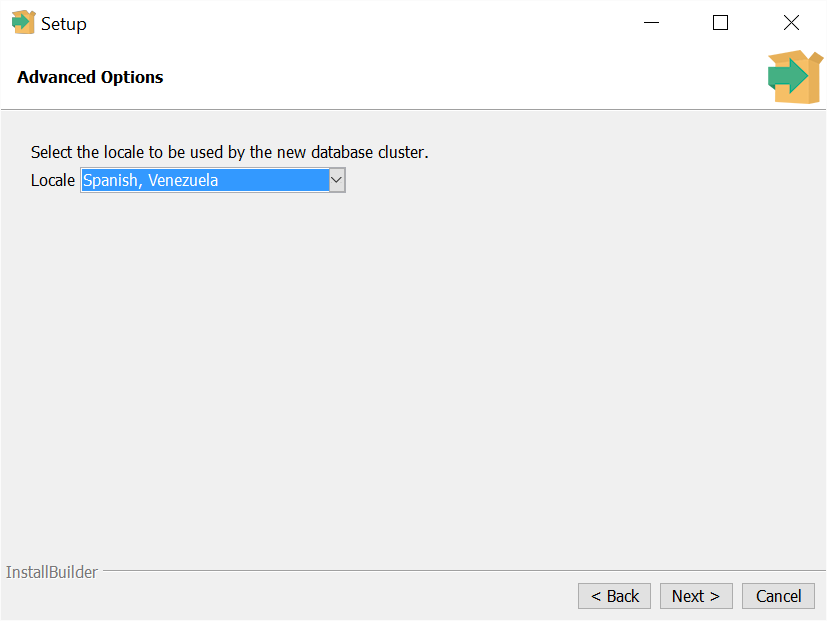 Setup
Advanced Options
Select the locale to be used by the new database cluster.
Locale Spanish, Venezuela
InstallBuilder
< Back Next > Cancel